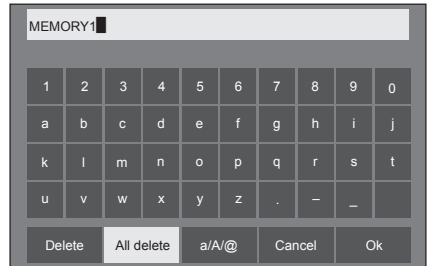 MEMORY1
1 2 3 4 5 6 7 8 9 0
a b c d e f g h i j
k l m n o p q r s t
u v w x y z . – _
Delete All delete a/A/@ Cancel Ok